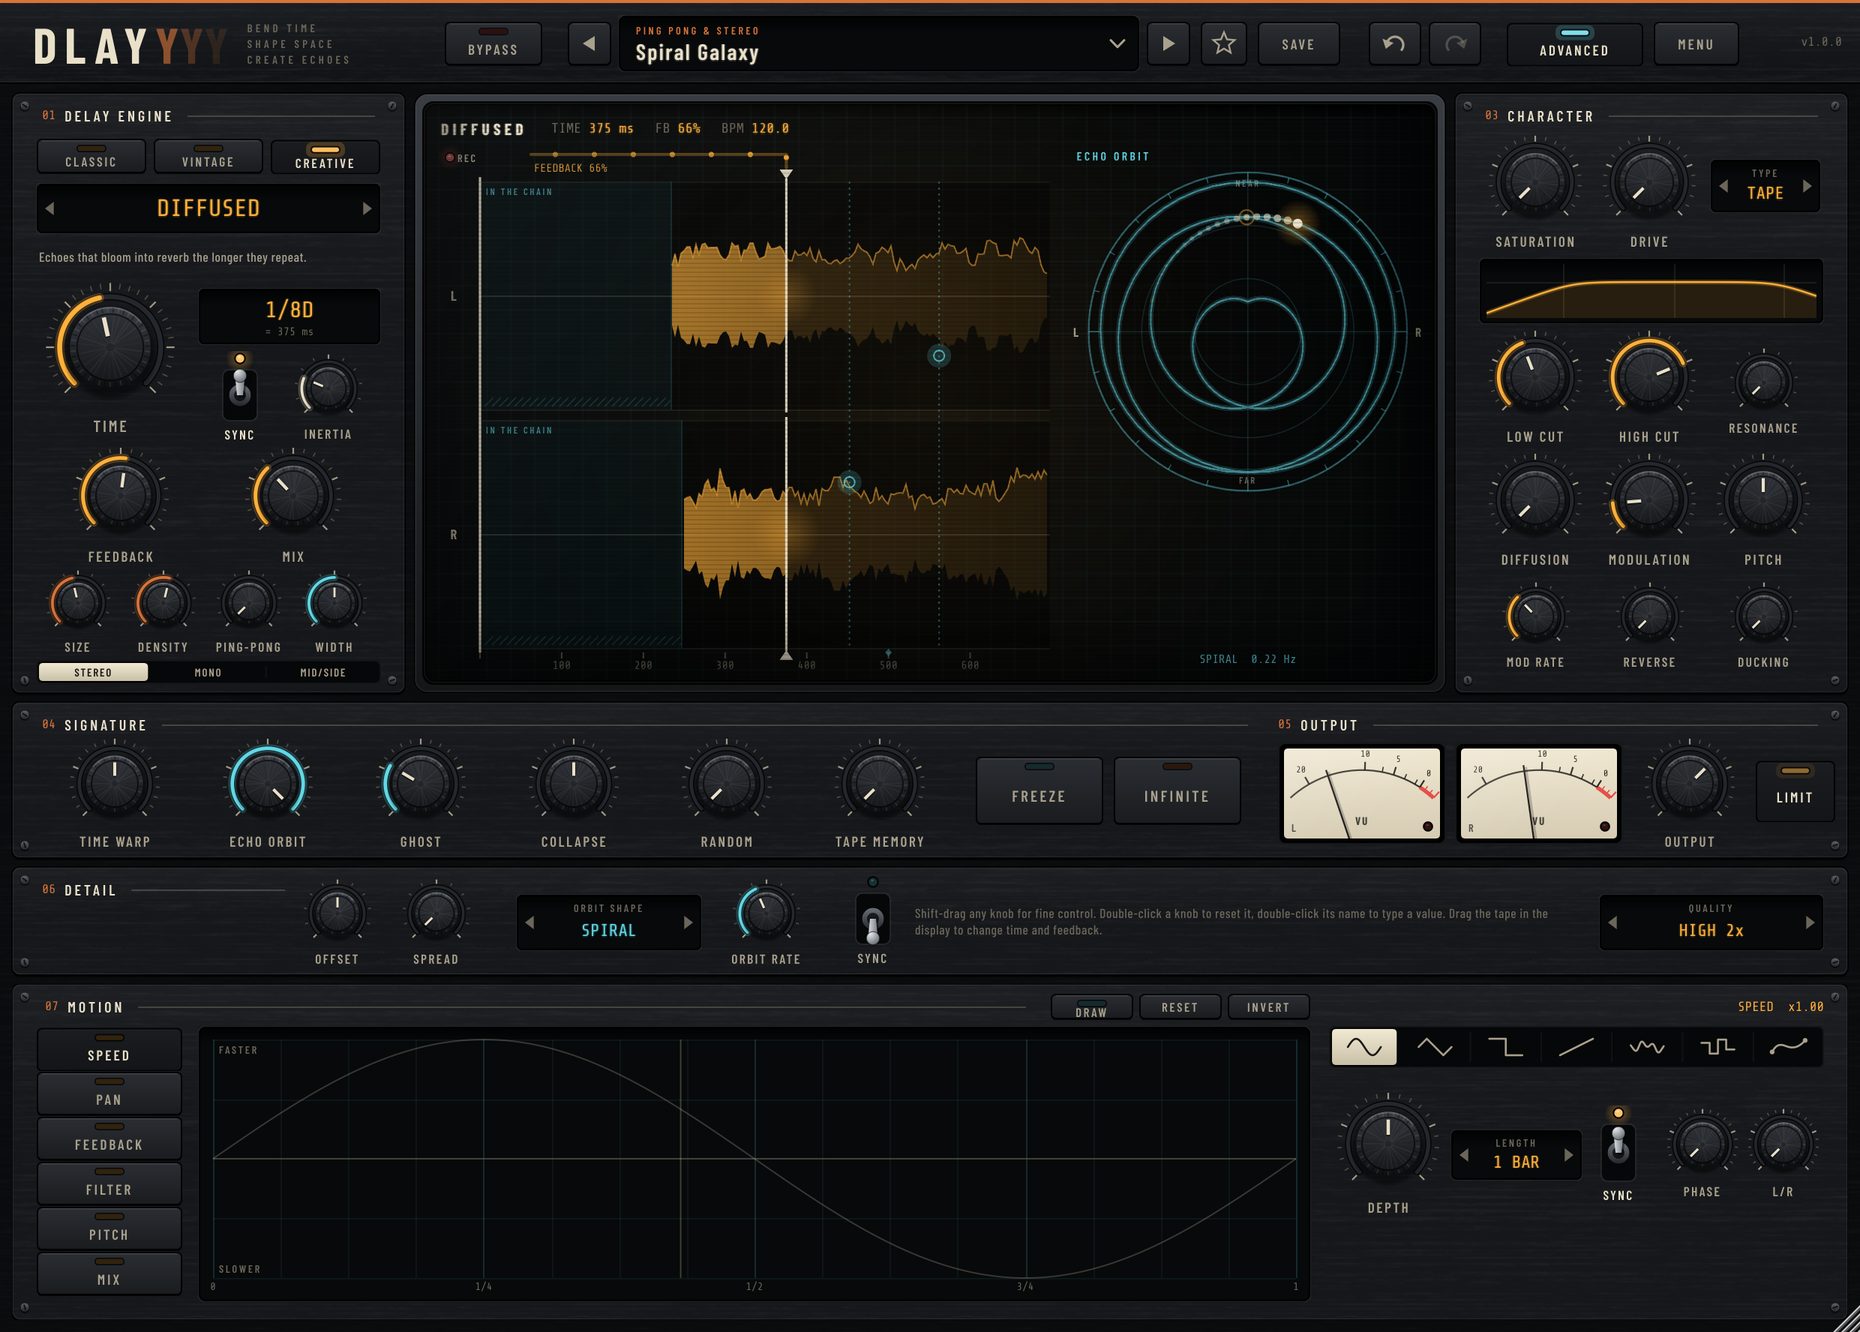 DLAYYYY
BEND TIME
SHAPE SPACE
CREATE ECHOES
BYPASS
PING PONG & STEREO
Spiral Galaxy
SAVE
ADVANCED
MENU
v1.0.0
01 DELAY ENGINE
CLASSIC
VINTAGE
CREATIVE
DIFFUSED
Echoes that bloom into reverb the longer they repeat.
1/8D
= 375 ms
TIME
SYNC
INERTIA
FEEDBACK
MIX
SIZE
DENSITY
PING-PONG
WIDTH
STEREO
MONO
MID/SIDE
DIFFUSED
TIME 375 ms
FB 66%
BPM 120.0
REC
FEEDBACK 66%
IN THE CHAIN
L
IN THE CHAIN
R
100
200
300
400
500
600
ECHO ORBIT
NEAR
L
R
FAR
SPIRAL 0.22 Hz
03 CHARACTER
SATURATION
DRIVE
TYPE
TAPE
LOW CUT
HIGH CUT
RESONANCE
DIFFUSION
MODULATION
PITCH
MOD RATE
REVERSE
DUCKING
04 SIGNATURE
TIME WARP
ECHO ORBIT
GHOST
COLLAPSE
RANDOM
TAPE MEMORY
FREEZE
INFINITE
05 OUTPUT
20
10
5
0
VU
L
20
10
5
0
VU
R
OUTPUT
LIMIT
06 DETAIL
OFFSET
SPREAD
ORBIT SHAPE
SPIRAL
ORBIT RATE
SYNC
Shift-drag any knob for fine control. Double-click a knob to reset it, double-click its name to type a value. Drag the tape in the
display to change time and feedback.
QUALITY
HIGH 2x
07 MOTION
DRAW
RESET
INVERT
SPEED x1.00
SPEED
PAN
FEEDBACK
FILTER
PITCH
MIX
FASTER
SLOWER
0
1/4
1/2
3/4
1
DEPTH
LENGTH
1 BAR
SYNC
PHASE
L/R